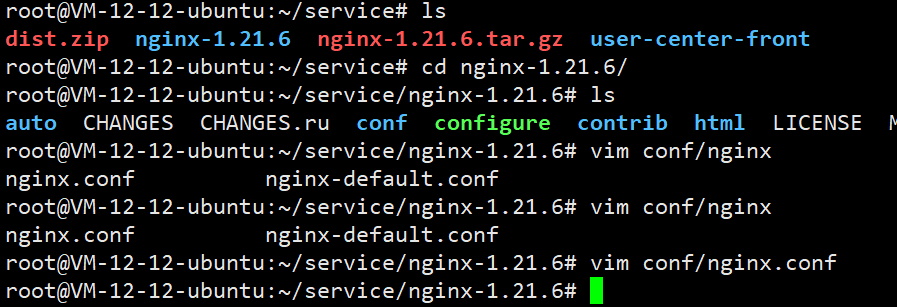 root@VM-12-12-ubuntu:~/service# ls
dist.zip nginx-1.21.6 nginx-1.21.6.tar.gz user-center-front
root@VM-12-12-ubuntu:~/service# cd nginx-1.21.6/
root@VM-12-12-ubuntu:~/service/nginx-1.21.6# ls
auto CHANGES CHANGES.ru conf configure contrib html LICENSE
root@VM-12-12-ubuntu:~/service/nginx-1.21.6# vim conf/nginx
nginx.conf nginx-default.conf
root@VM-12-12-ubuntu:~/service/nginx-1.21.6# vim conf/nginx
nginx.conf nginx-default.conf
root@VM-12-12-ubuntu:~/service/nginx-1.21.6# vim conf/nginx.conf
root@VM-12-12-ubuntu:~/service/nginx-1.21.6#